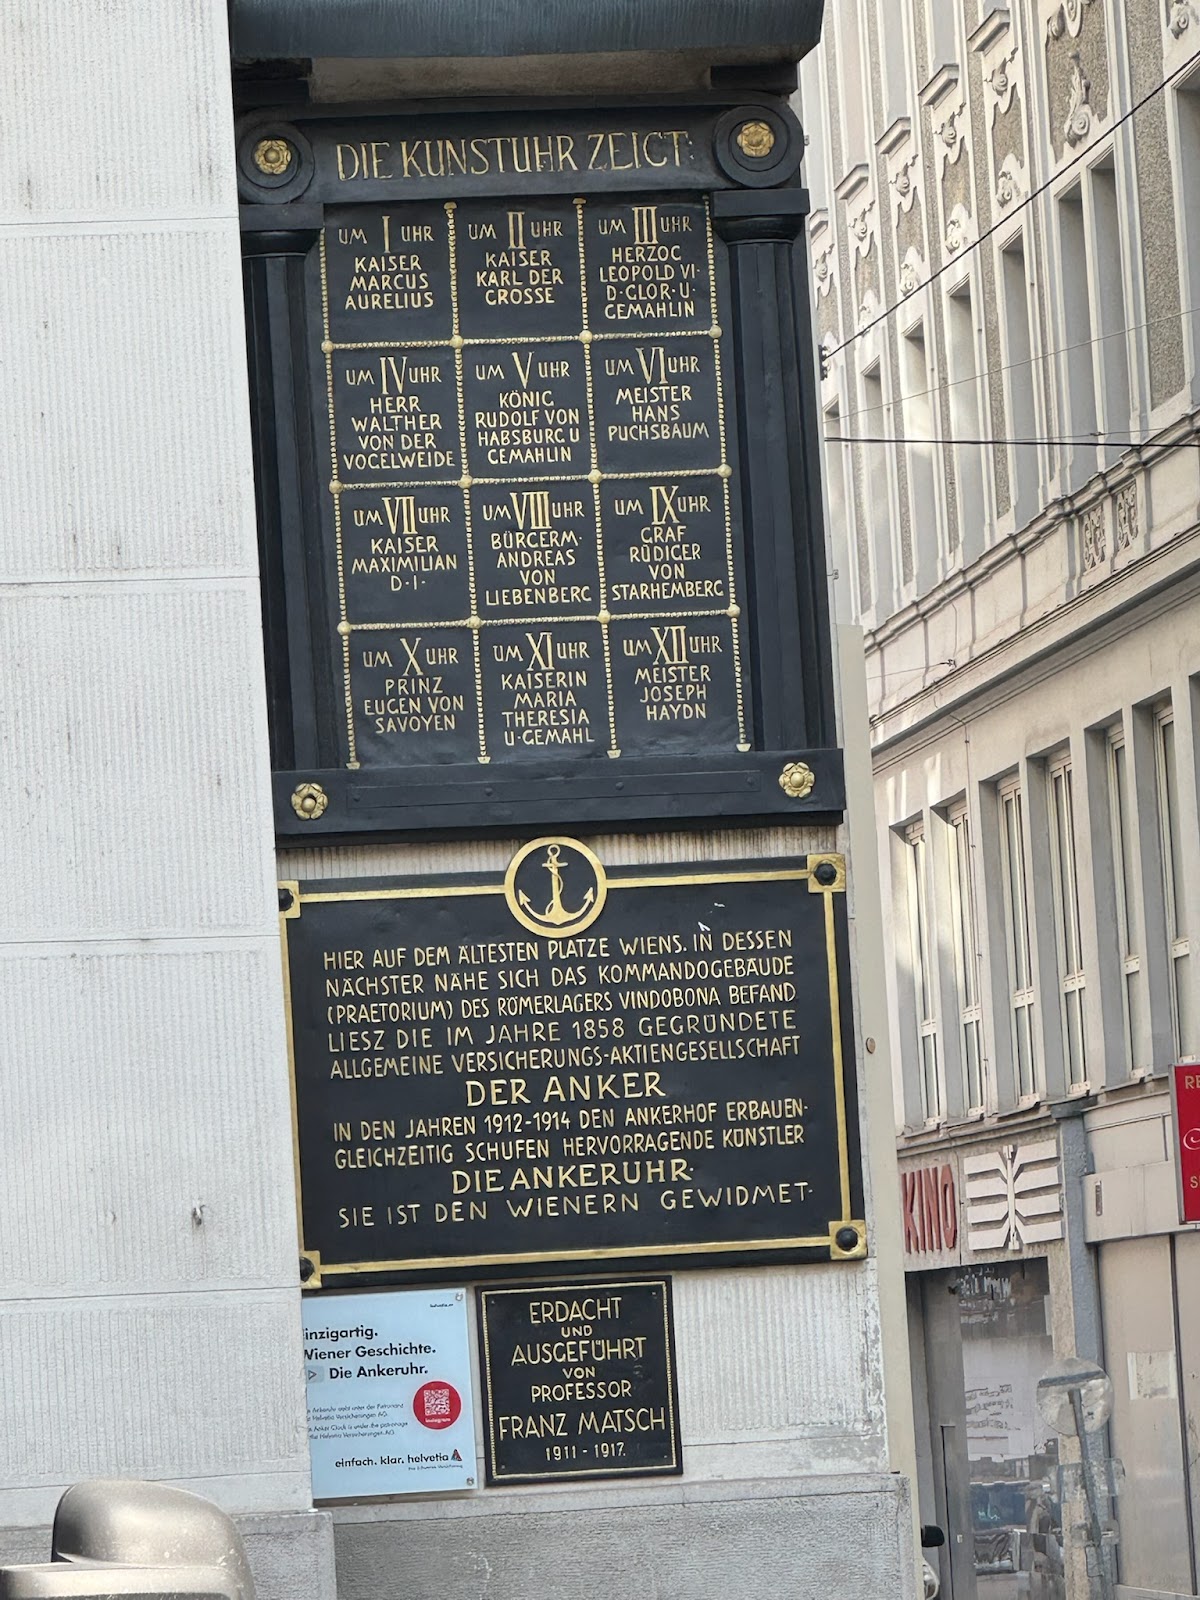 DIE KUNSTUHR ZEIGT:
UM I UHR
KAISER
MARCUS
AURELIUS
UM II UHR
KAISER
KARL DER
GROSSE
UM III UHR
HERZOG
LEOPOLD VI·
D·GLOR·U·
GEMAHLIN
UM IV UHR
HERR
WALTHER
VON DER
VOGELWEIDE
UM V UHR
KÖNIG
RUDOLF VON
HABSBURG U
GEMAHLIN
UM VI UHR
MEISTER
HANS
PUCHSBAUM
UM VII UHR
KAISER
MAXIMILIAN
D·I·
UM VIII UHR
BÜRGERM·
ANDREAS
VON
LIEBENBERG
UM IX UHR
GRAF
RÜDIGER
VON
STARHEMBERG
UM X UHR
PRINZ
EUGEN VON
SAVOYEN
UM XI UHR
KAISERIN
MARIA
THERESIA
U·GEMAHL
UM XII UHR
MEISTER
JOSEPH
HAYDN
HIER AUF DEM ÄLTESTEN PLATZE WIENS. IN DESSEN
NÄCHSTER NÄHE SICH DAS KOMMANDOGEBÄUDE
(PRAETORIUM) DES RÖMERLAGERS VINDOBONA BEFAND
LIESZ DIE IM JAHRE 1858 GEGRÜNDETE
ALLGEMEINE VERSICHERUNGS-AKTIENGESELLSCHAFT
DER ANKER
IN DEN JAHREN 1912-1914 DEN ANKERHOF ERBAUEN·
GLEICHZEITIG SCHUFEN HERVORRAGENDE KÜNSTLER
DIE ANKERUHR·
SIE IST DEN WIENERN GEWIDMET·
inzigartig.
Wiener Geschichte.
Die Ankeruhr.
einfach. klar. helvetia
ERDACHT
UND
AUSGEFÜHRT
VON
PROFESSOR
FRANZ MATSCH
1911 - 1917.
KINO